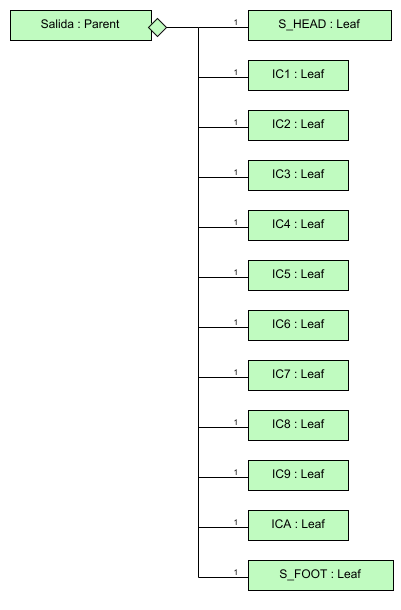 Salida : Parent
1
S_HEAD : Leaf
1
IC1 : Leaf
1
IC2 : Leaf
1
IC3 : Leaf
1
IC4 : Leaf
1
IC5 : Leaf
1
IC6 : Leaf
1
IC7 : Leaf
1
IC8 : Leaf
1
IC9 : Leaf
1
ICA : Leaf
1
S_FOOT : Leaf